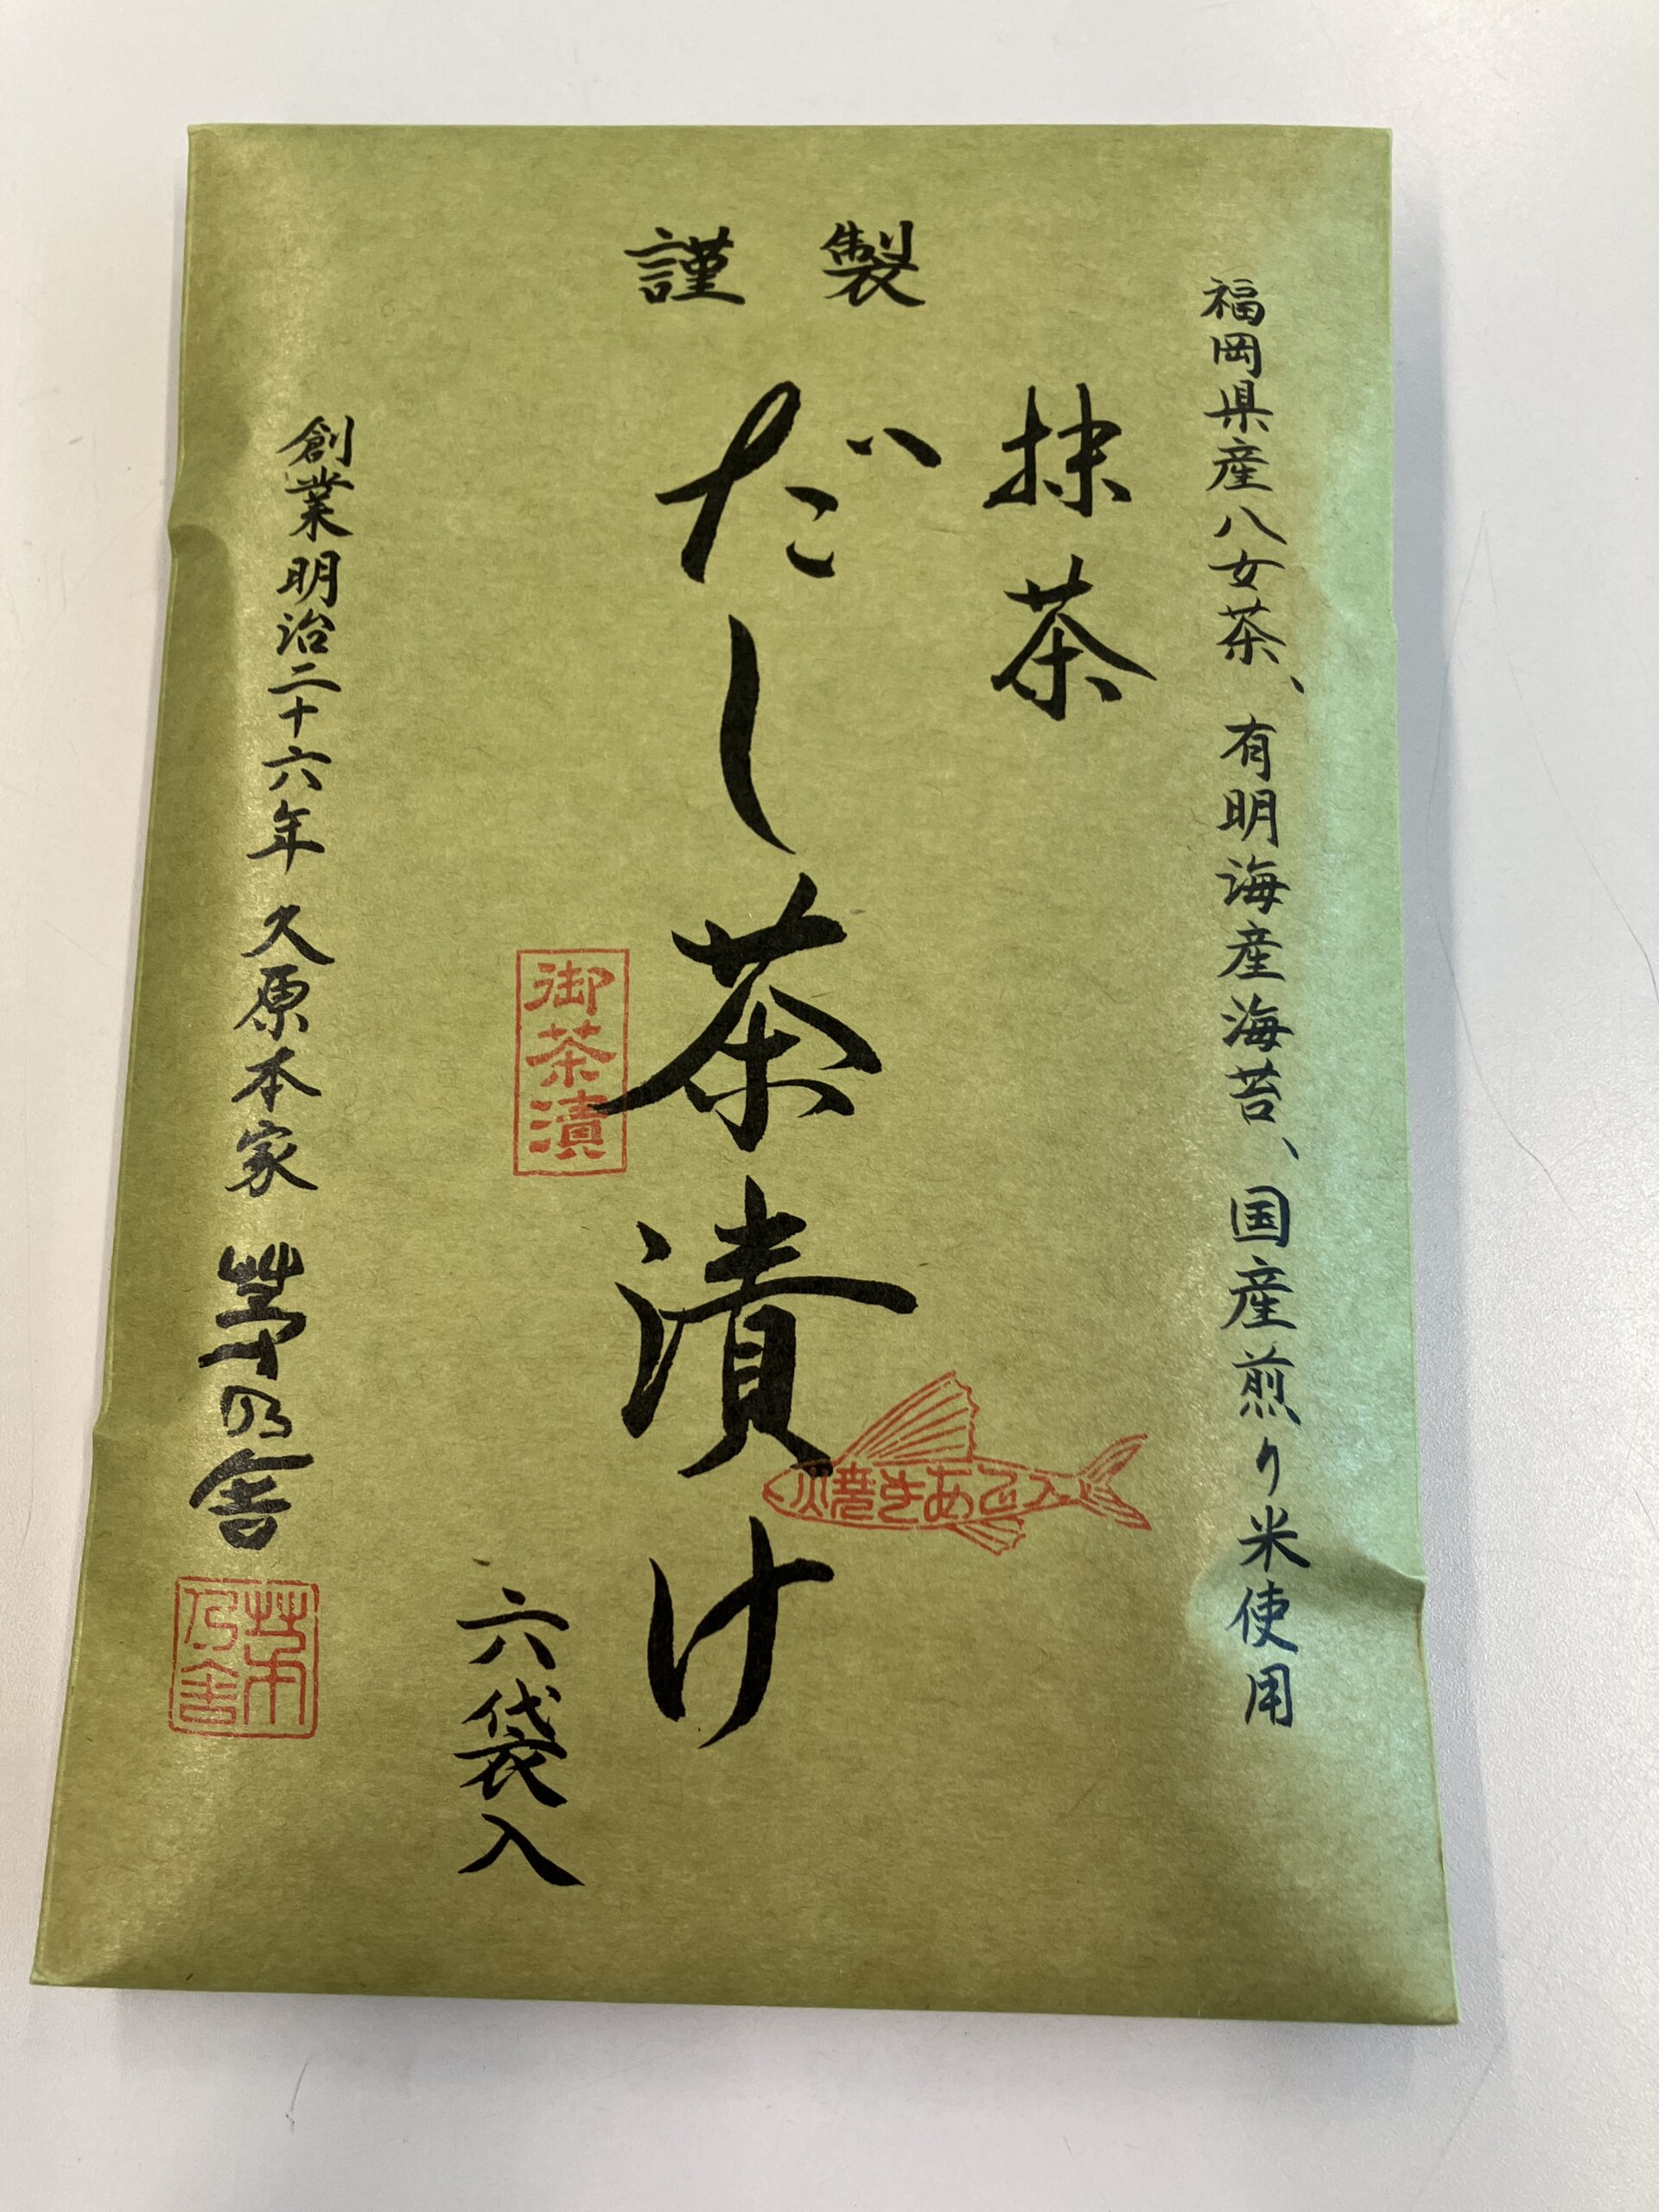 謹製
福岡県産八女茶、有明海産海苔、国産煎り米使用
抹茶
だし茶漬け
焼きあご入
御茶漬
六袋入
創業明治二十六年 久原本家 茅乃舎
茅乃舎